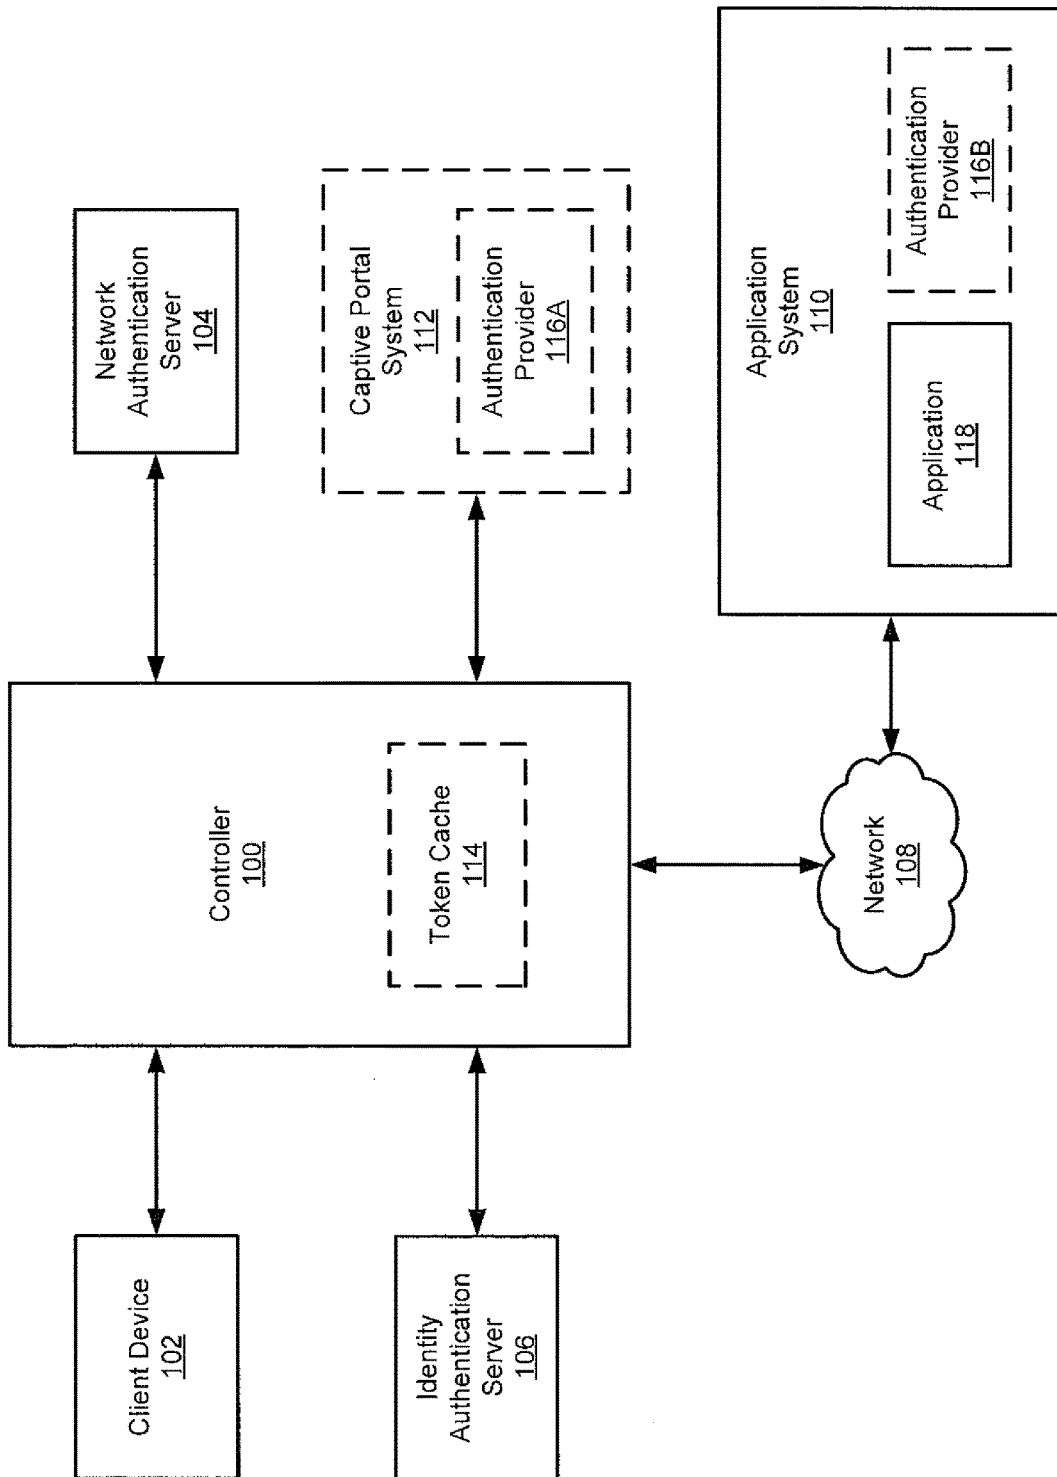 Client Device
102
Controller
100
Network
Authentication
Server
104
Identity
Authentication
Server
106
Token Cache
114
Captive Portal
System
112
Authentication
Provider
116A
Network
108
Application
System
110
Application
118
Authentication
Provider
116B